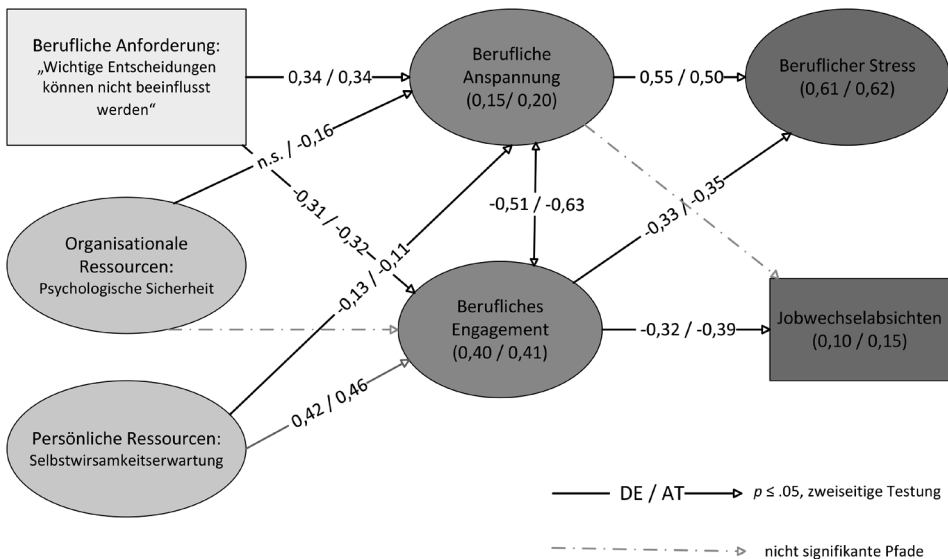 Berufliche Anforderung:
„Wichtige Entscheidungen
können nicht beeinflusst
werden“
0,34 / 0,34
Berufliche
Anspannung
(0,15/ 0,20)
0,55 / 0,50
Beruflicher Stress
(0,61 / 0,62)
n.s. / -0,16
-0,31 / -0,32
-0,51 / -0,63
-0,33 / -0,35
Organisationale
Ressourcen:
Psychologische Sicherheit
-0,13 / -0,11
Berufliches
Engagement
(0,40 / 0,41)
-0,32 / -0,39
Jobwechselabsichten
(0,10 / 0,15)
0,42 / 0,46
Persönliche Ressourcen:
Selbstwirsamkeitserwartung
DE / AT
p ≤ .05, zweiseitige Testung
nicht signifikante Pfade